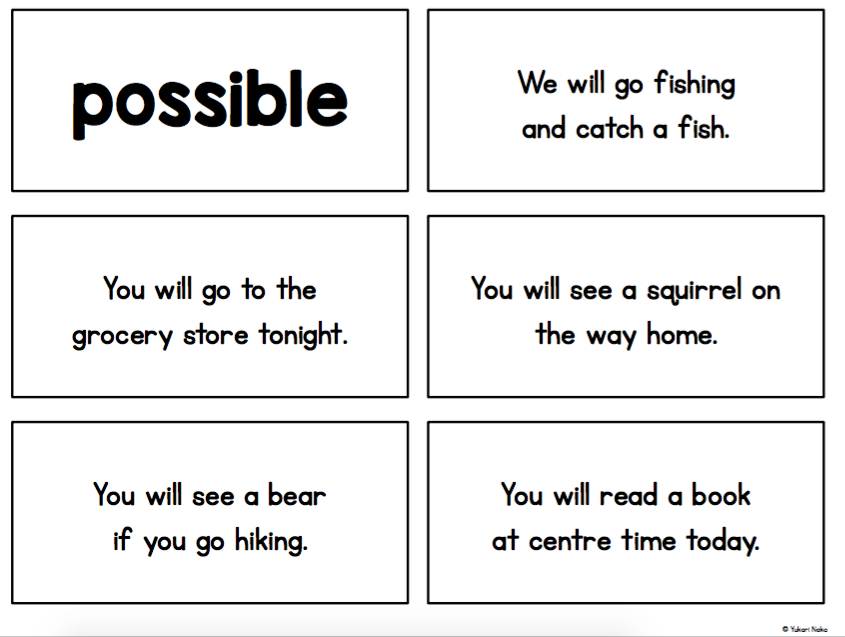 possible
We will go fishing
and catch a fish.
You will go to the
grocery store tonight.
You will see a squirrel on
the way home.
You will see a bear
if you go hiking.
You will read a book
at centre time today.
© Yukari Naka